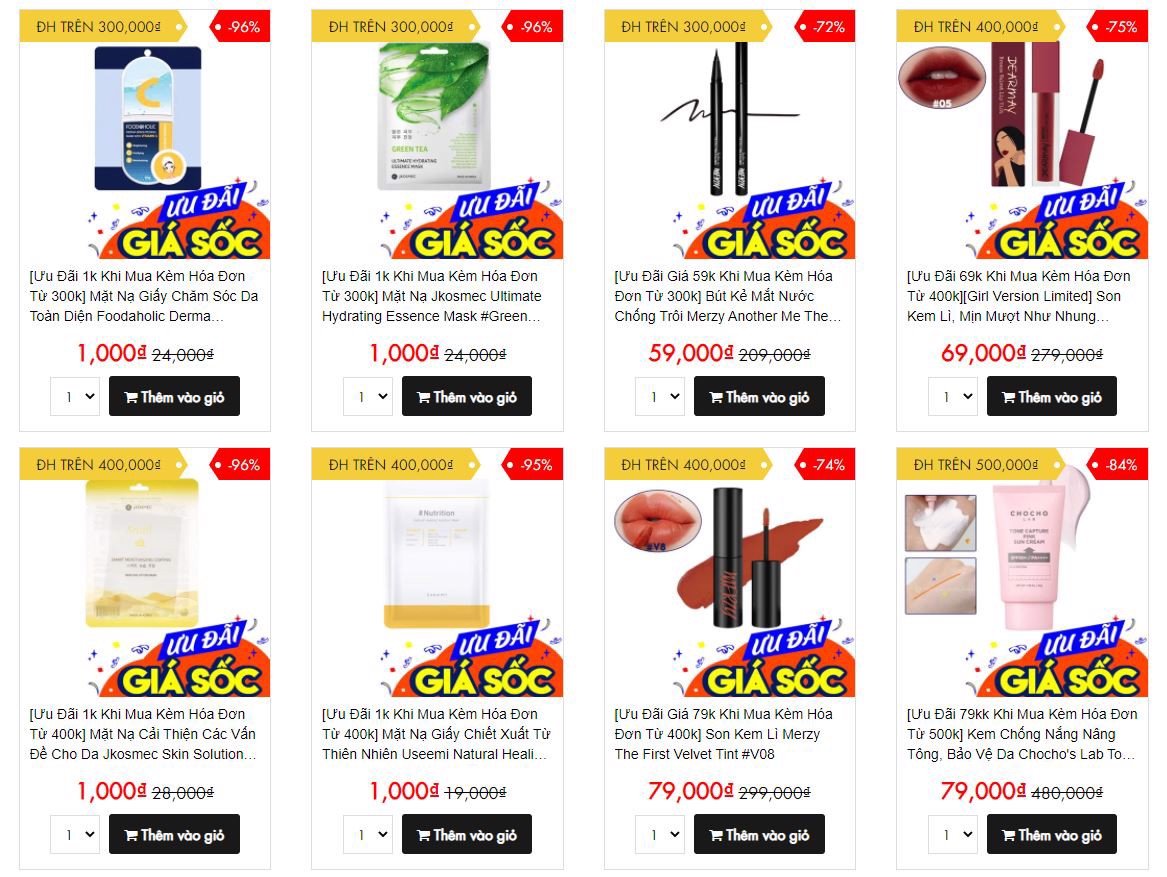 ĐH TRÊN 300,000₫
-96%
FOODAHOLIC
ƯU ĐÃI
GIÁ SỐC
[Ưu Đãi 1k Khi Mua Kèm Hóa Đơn
Từ 300k] Mặt Nạ Giấy Chăm Sóc Da
Toàn Diện Foodaholic Derma…
1,000₫ 24,000₫
1
Thêm vào giỏ
ĐH TRÊN 300,000₫
-96%
GREEN TEA
ULTIMATE HYDRATING
ESSENCE MASK
JKOSMEC
ƯU ĐÃI
GIÁ SỐC
[Ưu Đãi 1k Khi Mua Kèm Hóa Đơn
Từ 300k] Mặt Nạ Jkosmec Ultimate
Hydrating Essence Mask #Green…
1,000₫ 24,000₫
1
Thêm vào giỏ
ĐH TRÊN 300,000₫
-72%
ƯU ĐÃI
GIÁ SỐC
[Ưu Đãi Giá 59k Khi Mua Kèm Hóa
Đơn Từ 300k] Bút Kẻ Mắt Nước
Chống Trôi Merzy Another Me The…
59,000₫ 209,000₫
1
Thêm vào giỏ
ĐH TRÊN 400,000₫
-75%
#05
DEARMAY
ƯU ĐÃI
GIÁ SỐC
[Ưu Đãi 69k Khi Mua Kèm Hóa Đơn
Từ 400k][Girl Version Limited] Son
Kem Lì, Mịn Mượt Như Nhung…
69,000₫ 279,000₫
1
Thêm vào giỏ
ĐH TRÊN 400,000₫
-96%
JKOSMEC
ƯU ĐÃI
GIÁ SỐC
[Ưu Đãi 1k Khi Mua Kèm Hóa Đơn
Từ 400k] Mặt Nạ Cải Thiện Các Vấn
Đề Cho Da Jkosmec Skin Solution…
1,000₫ 28,000₫
1
Thêm vào giỏ
ĐH TRÊN 400,000₫
-95%
#Nutrition
ƯU ĐÃI
GIÁ SỐC
[Ưu Đãi 1k Khi Mua Kèm Hóa Đơn
Từ 400k] Mặt Nạ Giấy Chiết Xuất Từ
Thiên Nhiên Useemi Natural Heali…
1,000₫ 19,000₫
1
Thêm vào giỏ
ĐH TRÊN 400,000₫
-74%
#V8
ƯU ĐÃI
GIÁ SỐC
[Ưu Đãi Giá 79k Khi Mua Kèm Hóa
Đơn Từ 400k] Son Kem Lì Merzy
The First Velvet Tint #V08
79,000₫ 299,000₫
1
Thêm vào giỏ
ĐH TRÊN 500,000₫
-84%
CHOCHO
LAB
TONE CAPTURE
PINK
SUN CREAM
ƯU ĐÃI
GIÁ SỐC
[Ưu Đãi 79kk Khi Mua Kèm Hóa Đơn
Từ 500k] Kem Chống Nắng Nâng
Tông, Bảo Vệ Da Chocho's Lab To…
79,000₫ 480,000₫
1
Thêm vào giỏ